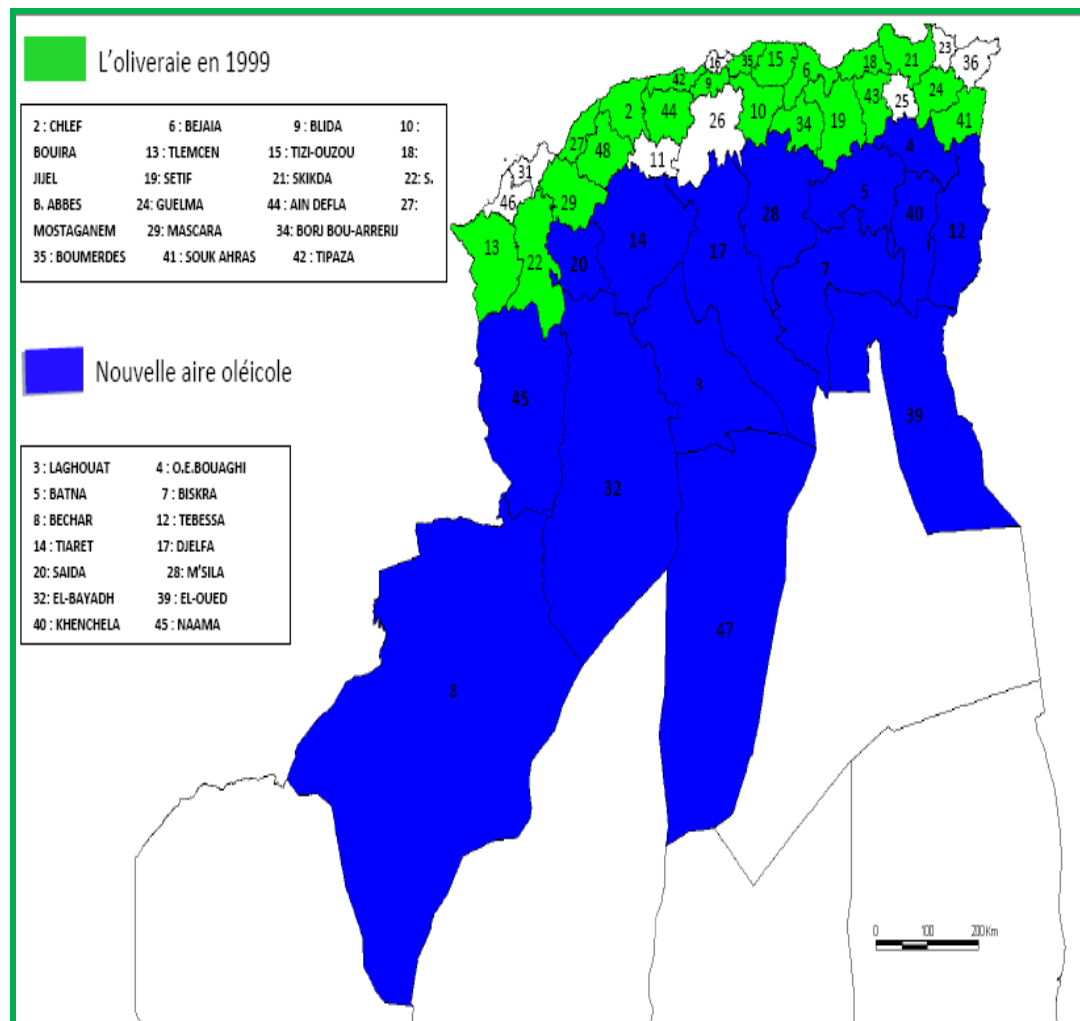 L'oliveraie en 1999
2 : CHLEF 6 : BEJAIA 9 : BLIDA 10 :
BOUIRA 13 : TLEMCEN 15 : TIZI-OUZOU 18:
JIJEL 19: SETIF 21: SKIKDA 22: S.
B. ABBES 24: GUELMA 44 : AIN DEFLA 27:
MOSTAGANEM 29: MASCARA 34: BORJ BOU-ARRERIJ
35 : BOUMERDES 41 : SOUK AHRAS 42 : TIPAZA
Nouvelle aire oléicole
3 : LAGHOUAT 4 : O.E.BOUAGHI
5 : BATNA 7 : BISKRA
8 : BECHAR 12 : TEBESSA
14 : TIARET 17: DJELFA
20: SAIDA 28: M'SILA
32: EL-BAYADH 39 : EL-OUED
40 : KHENCHELA 45 : NAAMA
23
36
16
35
15
6
18
21
42
9
2
44
26
10
34
19
43
25
24
41
27
48
11
4
31
46
29
5
40
12
13
22
20
14
17
28
7
45
3
39
32
47
8
0 100 200 Km